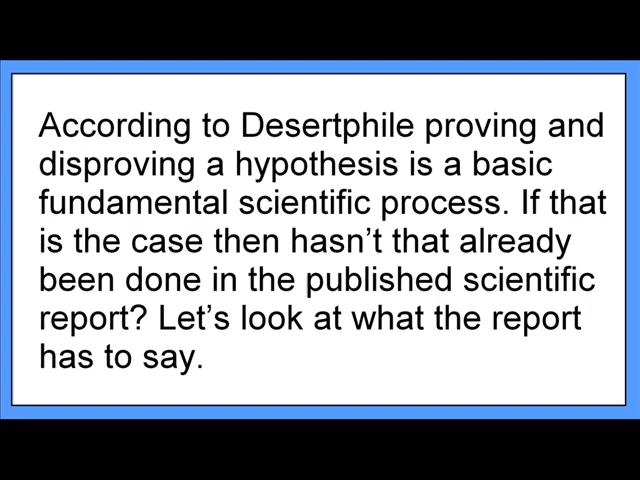 According to Desertphile proving and
disproving a hypothesis is a basic
fundamental scientific process. If that
is the case then hasn’t that already
been done in the published scientific
report? Let’s look at what the report
has to say.